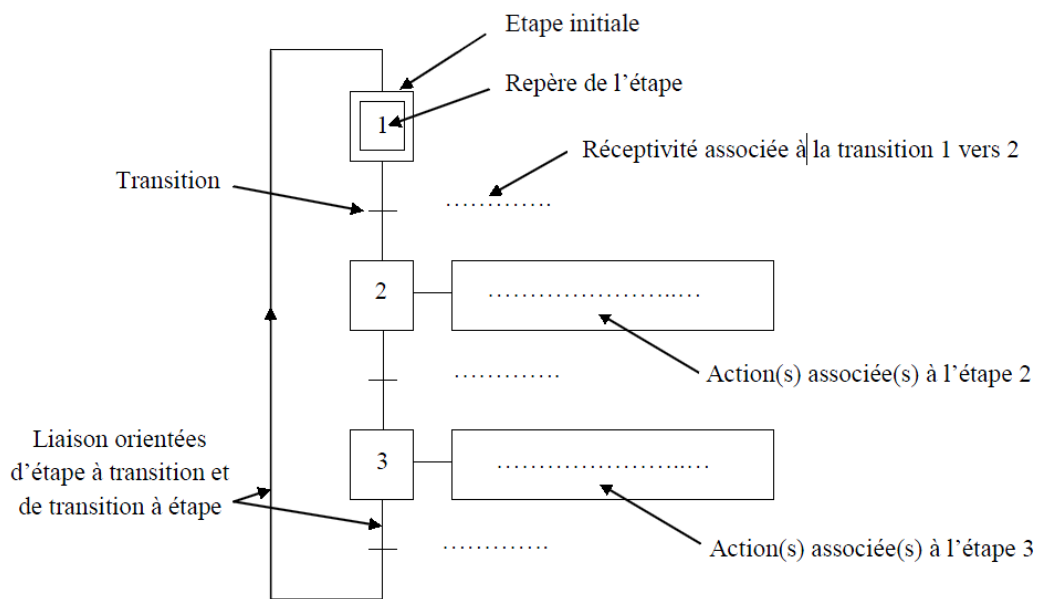 Etape initiale
Repère de l'étape
1
Réceptivité associée à la transition 1 vers 2
Transition
.............
2
.........................
Action(s) associée(s) à l'étape 2
.............
Liaison orientées
d'étape à transition et
de transition à étape
3
.........................
Action(s) associée(s) à l'étape 3
.............